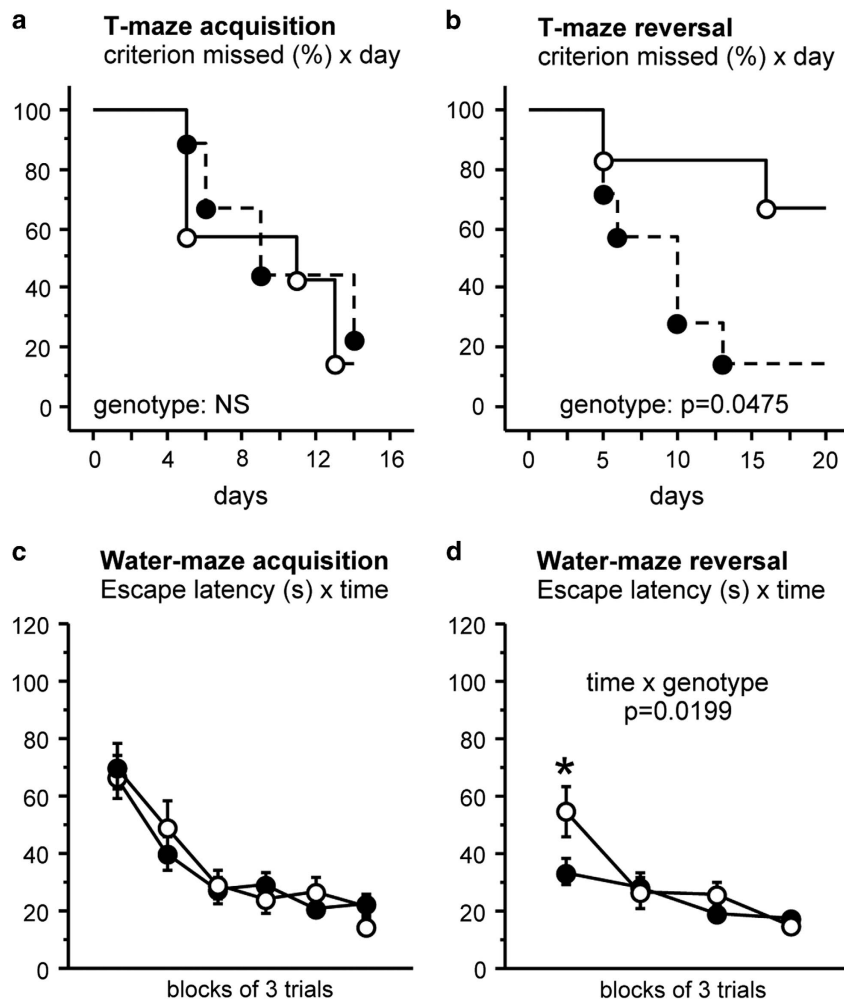 a
T-maze acquisition
criterion missed (%) x day
100
80
60
40
20
0
genotype: NS
0 4 8 12 16
days
b
T-maze reversal
criterion missed (%) x day
100
80
60
40
20
0
genotype: p=0.0475
0 5 10 15 20
days
c
Water-maze acquisition
Escape latency (s) x time
120
100
80
60
40
20
0
blocks of 3 trials
d
Water-maze reversal
Escape latency (s) x time
120
100
80
60
40
20
0
time x genotype
p=0.0199
*
blocks of 3 trials